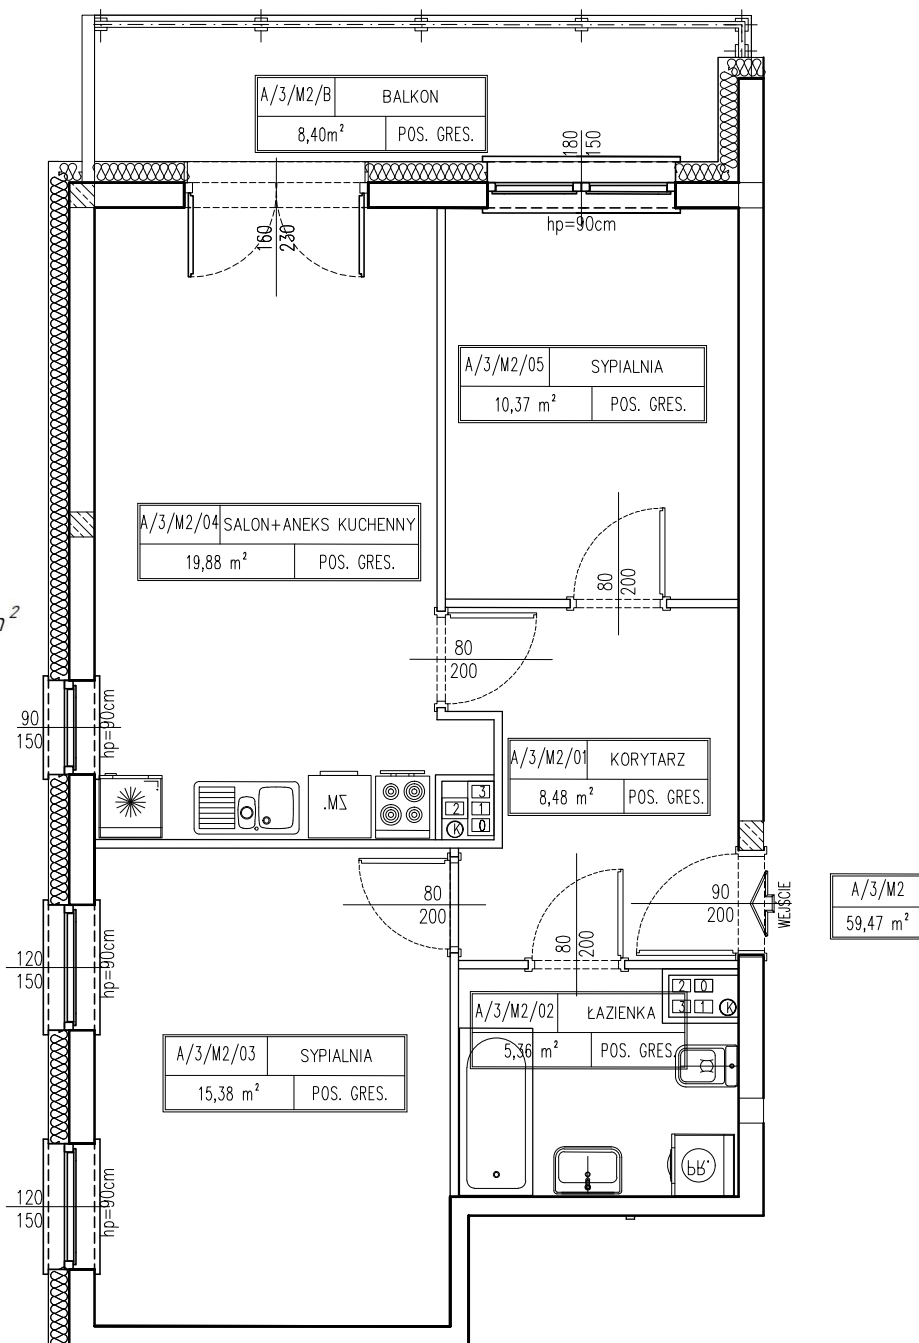 A/3/M2/B BALKON
8,40m² POS. GRES.
180
150
hp=90cm
160
230
A/3/M2/05 SYPIALNIA
10,37 m² POS. GRES.
A/3/M2/04 SALON+ANEKS KUCHENNY
19,88 m² POS. GRES.
80
200
m²
80
200
90
150
hp=90cm
A/3/M2/01 KORYTARZ
8,48 m² POS. GRES.
ZM.
3
2 1
K 0
80
200
90
200
WEJŚCIE
A/3/M2
59,47 m²
80
200
120
150
hp=90cm
2 0
3 1 K
A/3/M2/02 ŁAZIENKA
5,36 m² POS. GRES.
A/3/M2/03 SYPIALNIA
15,38 m² POS. GRES.
PR.
120
150
hp=90cm